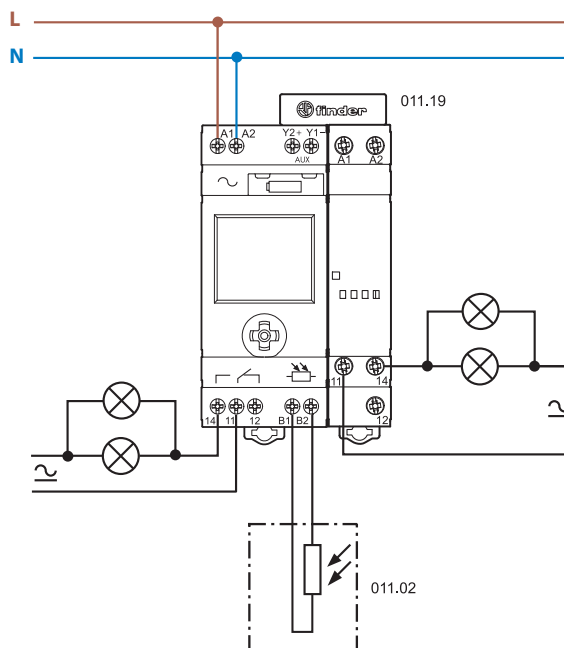 L
N
finder
011.19
A1 A2 Y2+ Y1-
AUX
A1 A2
11 14
12
14 11 12 B1 B2
011.02